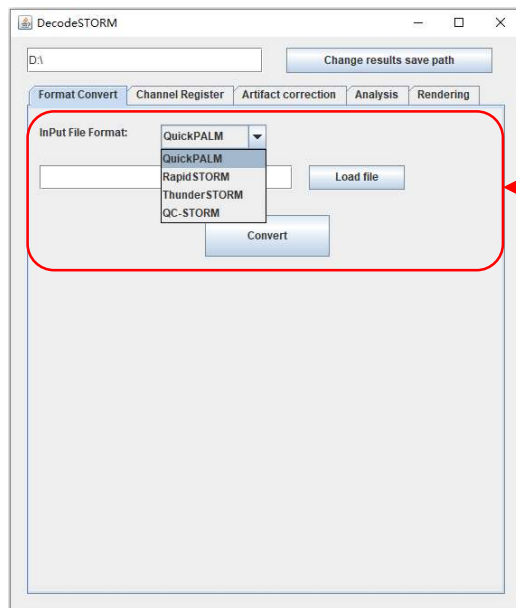 DecodeSTORM
D:\ Change results save path
Format Convert Channel Register Artifact correction Analysis Rendering
InPut File Format: QuickPALM
QuickPALM
RapidSTORM
Load file
ThunderSTORM
QC-STORM
Convert